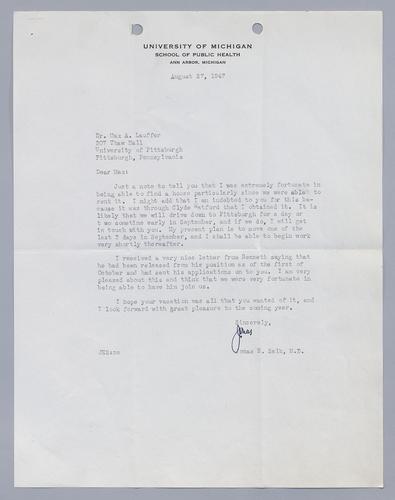 UNIVERSITY OF MICHIGAN
SCHOOL OF PUBLIC HEALTH
ANN ARBOR, MICHIGAN
August 27, 1947
Dr. Max A. Lauffer
207 Thaw Hall
University of Pittsburgh
Pittsburgh, Pennsylvania
Dear Max:
Just a note to tell you that I was extremely fortunate in
being able to find a house particularly since we were able to
rent it. I might add that I am indebted to you for this be-
cause it was through Clyde Watford that I obtained it. It is
likely that we will drive down to Pittsburgh for a day or
two sometime early in September, and if we do, I will get
in touch with you. My present plan is to move one of the
last 3 days in September, and I shall be able to begin work
very shortly thereafter.
I received a very nice letter from Kenneth saying that
he had been released from his position as of the first of
October and had sent his applications on to you. I am very
pleased about this and think that we were very fortunate in
being able to have him join us.
I hope your vacation was all that you wanted of it, and
I look forward with great pleasure to the coming year.
Sincerely,
Jonas
JES:
Jonas E. Salk, M.D.